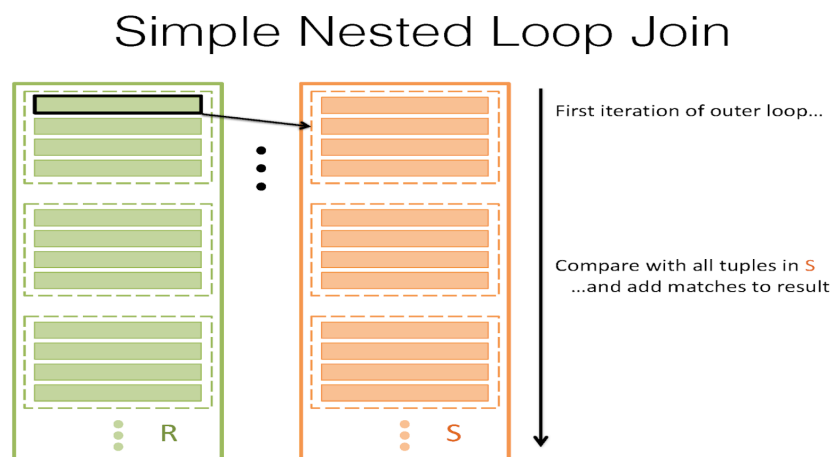 Simple Nested Loop Join
First iteration of outer loop...
Compare with all tuples in S
...and add matches to result
R
S